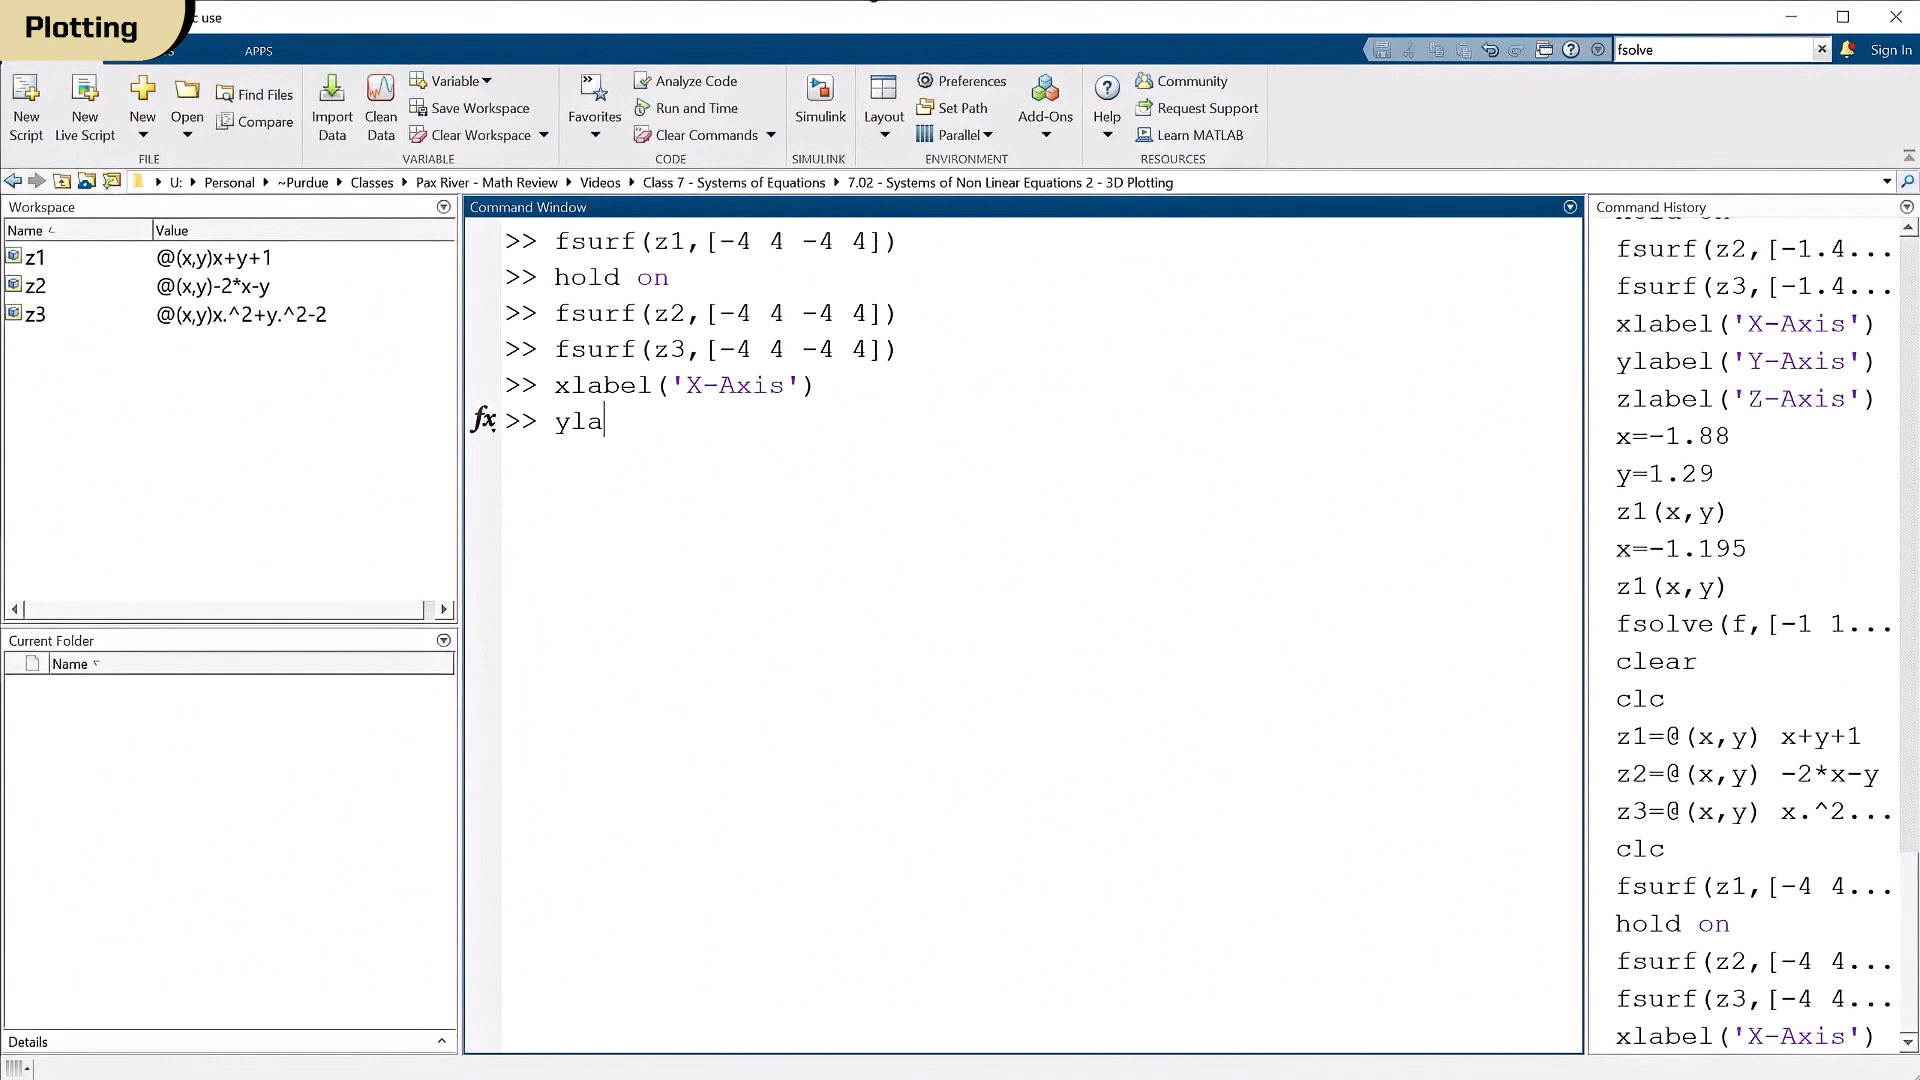 Plotting
c use
APPS
fsolve
Sign In
New Script
New Live Script
New
Open
Find Files
Compare
FILE
Import Data
Clean Data
Variable
Save Workspace
Clear Workspace
VARIABLE
Favorites
Analyze Code
Run and Time
Clear Commands
CODE
Simulink
SIMULINK
Layout
Preferences
Set Path
Parallel
Add-Ons
ENVIRONMENT
Help
Community
Request Support
Learn MATLAB
RESOURCES
U: Personal ~Purdue Classes Pax River - Math Review Videos Class 7 - Systems of Equations 7.02 - Systems of Non Linear Equations 2 - 3D Plotting
Workspace
Name Value
z1 @(x,y)x+y+1
z2 @(x,y)-2*x-y
z3 @(x,y)x.^2+y.^2-2
Current Folder
Name
Details
Command Window
>> fsurf(z1,[-4 4 -4 4])
>> hold on
>> fsurf(z2,[-4 4 -4 4])
>> fsurf(z3,[-4 4 -4 4])
>> xlabel('X-Axis')
fx >> yla
Command History
fsurf(z2,[-1.4...
fsurf(z3,[-1.4...
xlabel('X-Axis')
ylabel('Y-Axis')
zlabel('Z-Axis')
x=-1.88
y=1.29
z1(x,y)
x=-1.195
z1(x,y)
fsolve(f,[-1 1...
clear
clc
z1=@(x,y) x+y+1
z2=@(x,y) -2*x-y
z3=@(x,y) x.^2...
clc
fsurf(z1,[-4 4...
hold on
fsurf(z2,[-4 4...
fsurf(z3,[-4 4...
xlabel('X-Axis')